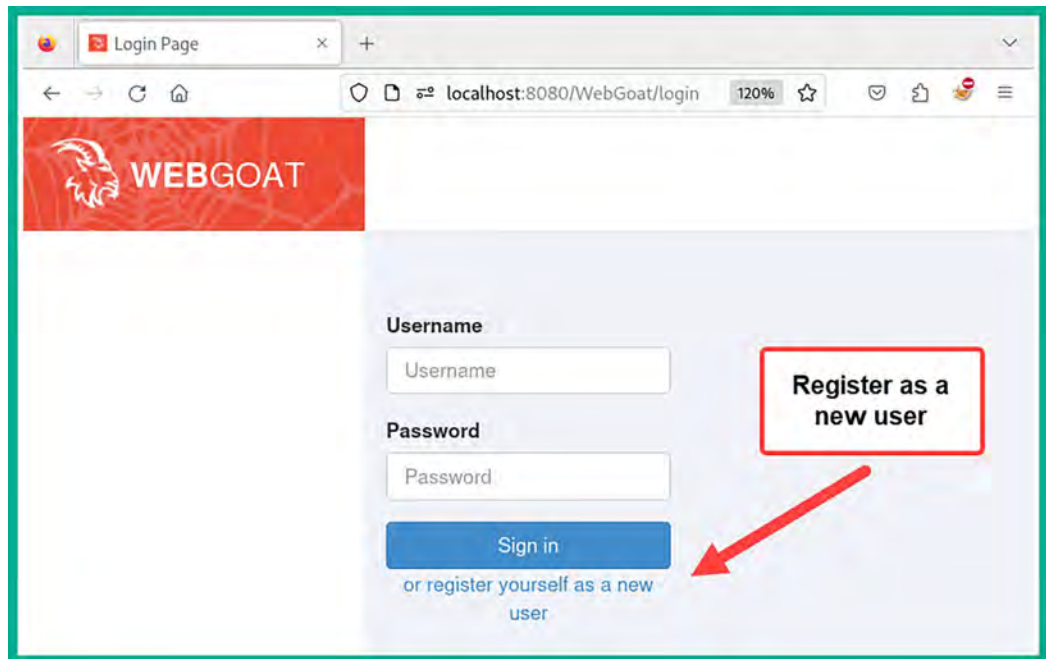 Login Page
localhost:8080/WebGoat/login
120%
WEBGOAT
Username
Username
Register as a
new user
Password
Password
Sign in
or register yourself as a new
user